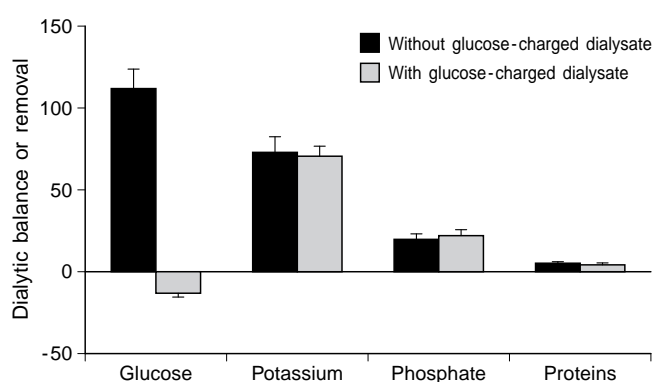 150
Without glucose-charged dialysate
With glucose-charged dialysate
100
50
0
-50
Dialytic balance or removal
Glucose Potassium Phosphate Proteins